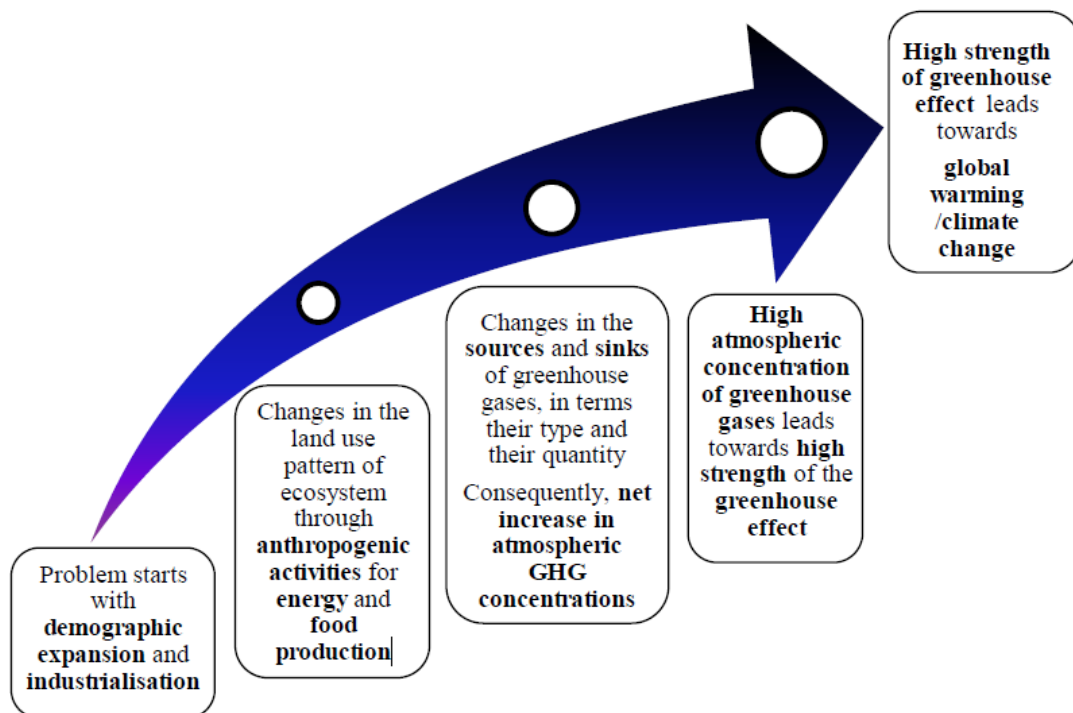 Problem starts
with
demographic
expansion and
industrialisation
Changes in the
land use
pattern of
ecosystem
through
anthropogenic
activities for
energy and
food
production
Changes in the
sources and sinks
of greenhouse
gases, in terms
their type and
their quantity
Consequently, net
increase in
atmospheric
GHG
concentrations
High
atmospheric
concentration
of greenhouse
gases leads
towards high
strength of the
greenhouse
effect
High strength
of greenhouse
effect leads
towards
global
warming
/climate
change